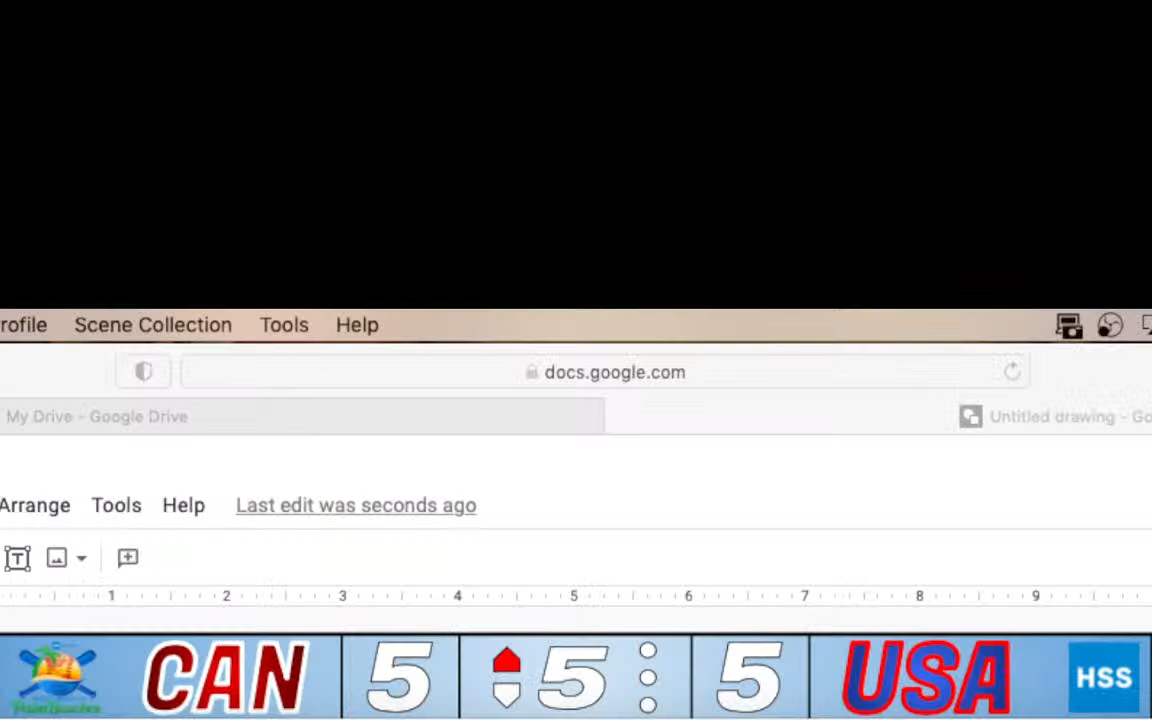 rofile Scene Collection Tools Help
docs.google.com
My Drive - Google Drive Untitled drawing - Go
Arrange Tools Help Last edit was seconds ago
1 2 3 4 5 6 7 8 9
CAN 5 5 5 USA HSS
Palm Beaches